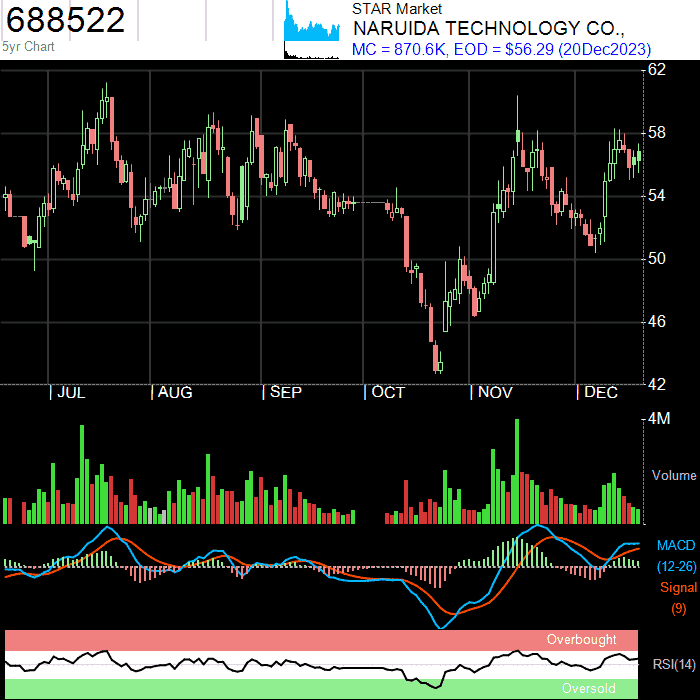 688522
5yr Chart
STAR Market
NARUIDA TECHNOLOGY CO.,
MC = 870.6K, EOD = $56.29 (20Dec2023)
62
58
54
50
46
42
JUL AUG SEP OCT NOV DEC
4M
Volume
MACD
(12-26)
Signal
(9)
Overbought
RSI(14)
Oversold